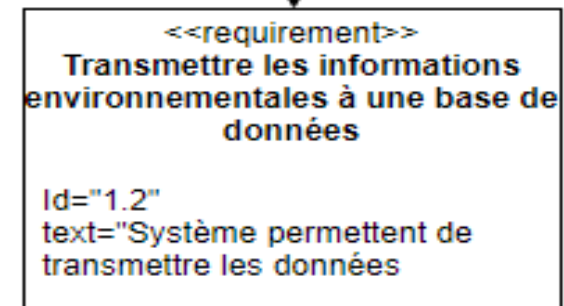 <<requirement>>
Transmettre les informations
environnementales à une base de
données
Id="1.2"
text="Système permettent de
transmettre les données